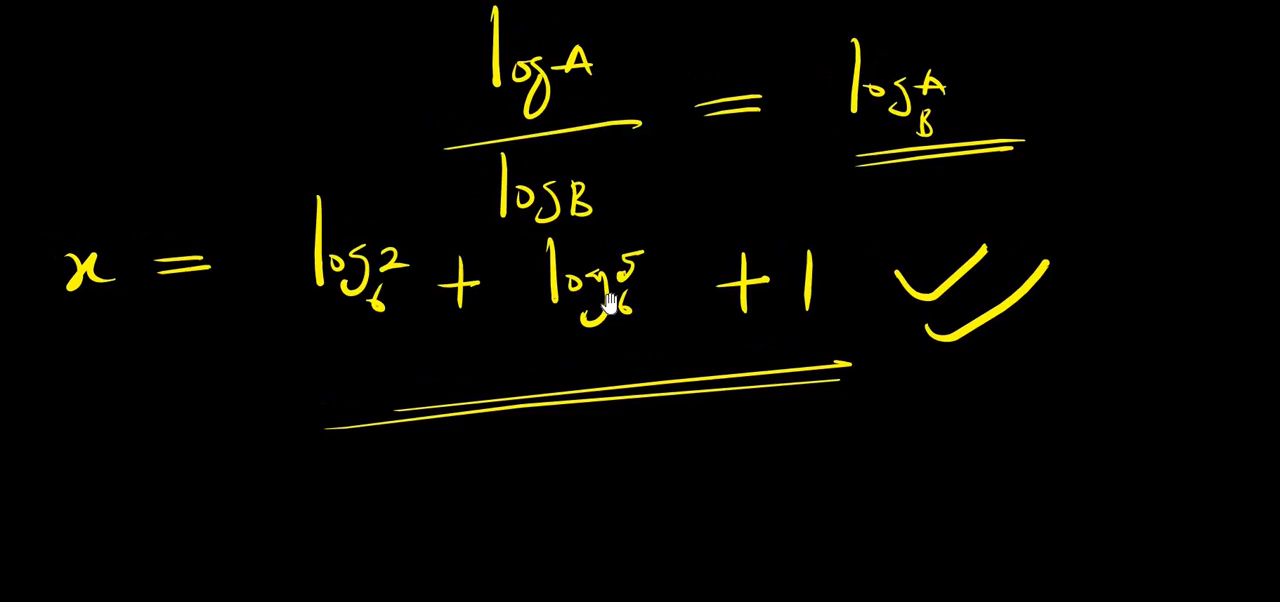 log A / log B = log_B A
x = log_6 2 + log_6 5 + 1